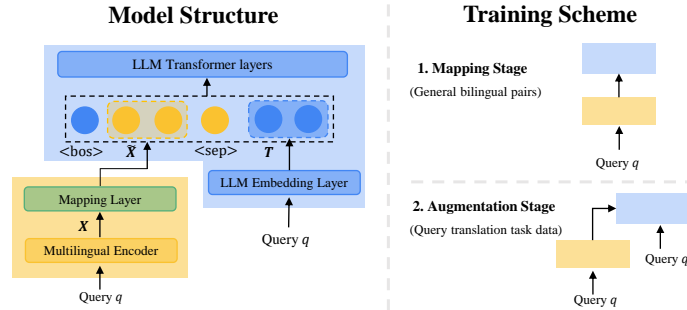 Model Structure
LLM Transformer layers
<bos>
X̃
<sep>
T
Mapping Layer
X
Multilingual Encoder
Query q
LLM Embedding Layer
Query q
Training Scheme
1. Mapping Stage
(General bilingual pairs)
Query q
2. Augmentation Stage
(Query translation task data)
Query q
Query q